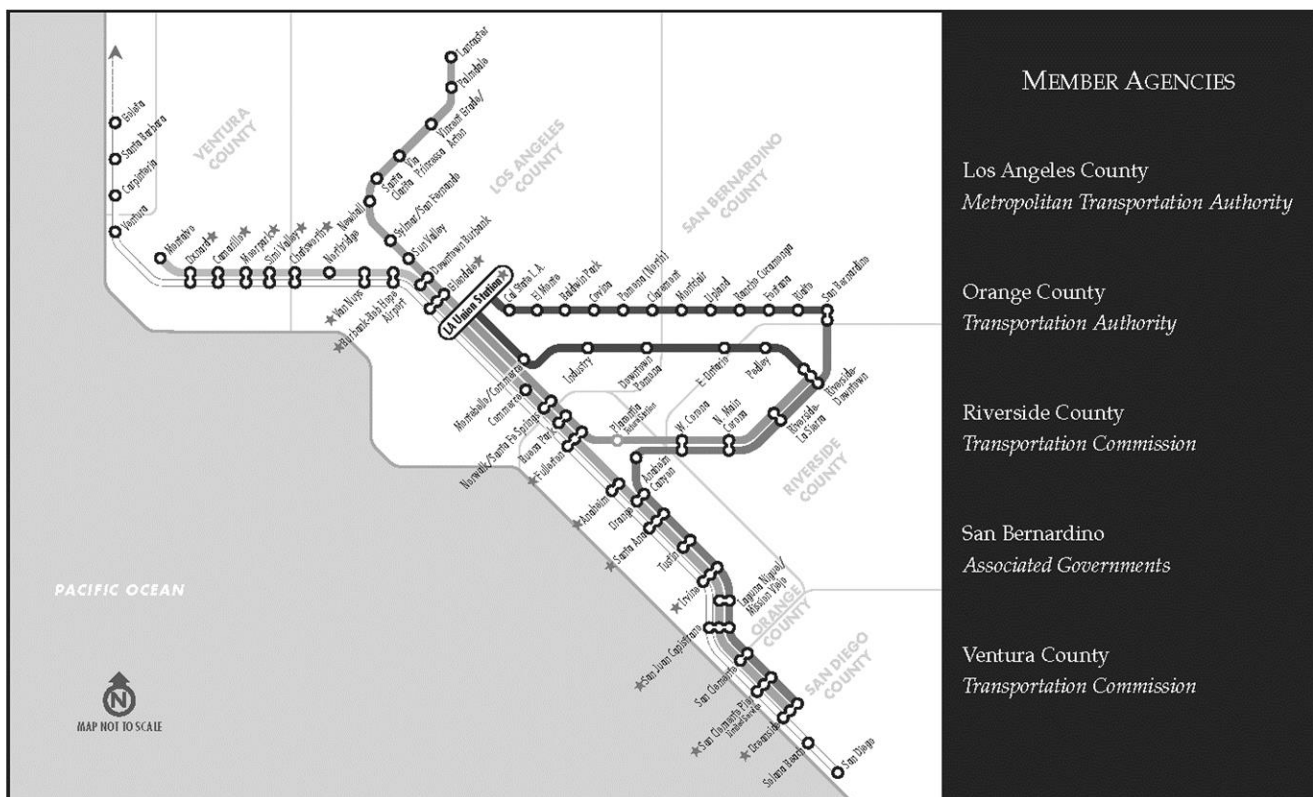 Lancaster
Palmdale
Vincent Grade/
Acton
Via
Princessa
Santa
Clarita
Newhall
Sylmar/San Fernando
Sun Valley
Downtown Burbank
Glendale
LA Union Station
Goleta
Santa Barbara
Carpinteria
Ventura
Montalvo
Oxnard
Camarillo
Moorpark
Simi Valley
Chatsworth
Northridge
Van Nuys
Burbank-Bob Hope
Airport
VENTURA
COUNTY
LOS ANGELES
COUNTY
SAN BERNARDINO
COUNTY
Cal State L.A.
El Monte
Baldwin Park
Covina
Pomona (North)
Claremont
Montclair
Upland
Rancho Cucamonga
Fontana
Rialto
San Bernardino
Montebello/Commerce
Industry
Downtown
Pomona
E. Ontario
Pedley
Riverside-
Downtown
Riverside-
La Sierra
Commerce
Norwalk/Santa Fe Springs
Buena Park
Fullerton
Placentia
Future Station
W. Corona
N. Main
Corona
Anaheim
Canyon
RIVERSIDE
COUNTY
Anaheim
Orange
Santa Ana
Tustin
Irvine
Laguna Niguel/
Mission Viejo
ORANGE
COUNTY
San Juan Capistrano
San Clemente
San Clemente Pier
Limited Service
Oceanside
SAN DIEGO
COUNTY
Solana Beach
San Diego
PACIFIC OCEAN
N
MAP NOT TO SCALE
MEMBER AGENCIES
Los Angeles County
Metropolitan Transportation Authority
Orange County
Transportation Authority
Riverside County
Transportation Commission
San Bernardino
Associated Governments
Ventura County
Transportation Commission